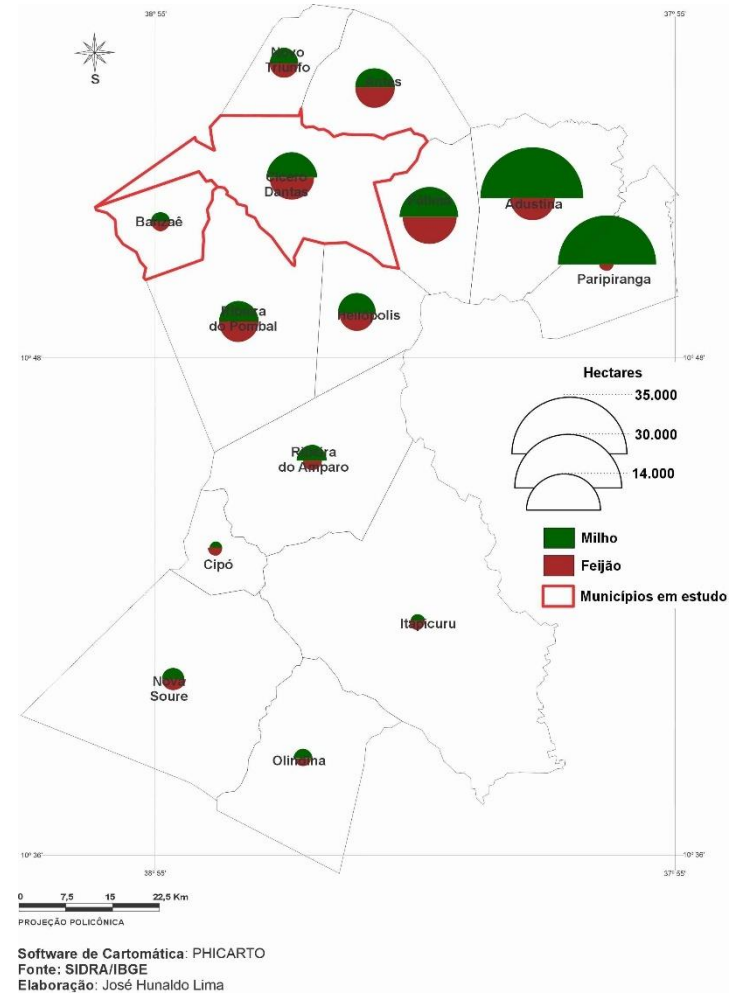 38° 55'
37° 55'
S
Novo
Triunfo
Cícero
Dantas
Adustina
Banzaê
Paripiranga
Ribeira
do Pombal
Heliópolis
10° 48'
10° 48'
Hectares
35.000
30.000
14.000
Ribeira
do Amparo
Milho
Feijão
Municípios em estudo
Cipó
Itapicuru
Nova
Soure
Olindina
10° 36'
10° 36'
38° 55'
37° 55'
0 7,5 15 22,5 Km
PROJEÇÃO POLICÔNICA
Software de Cartomática: PHICARTO
Fonte: SIDRA/IBGE
Elaboração: José Hunaldo Lima